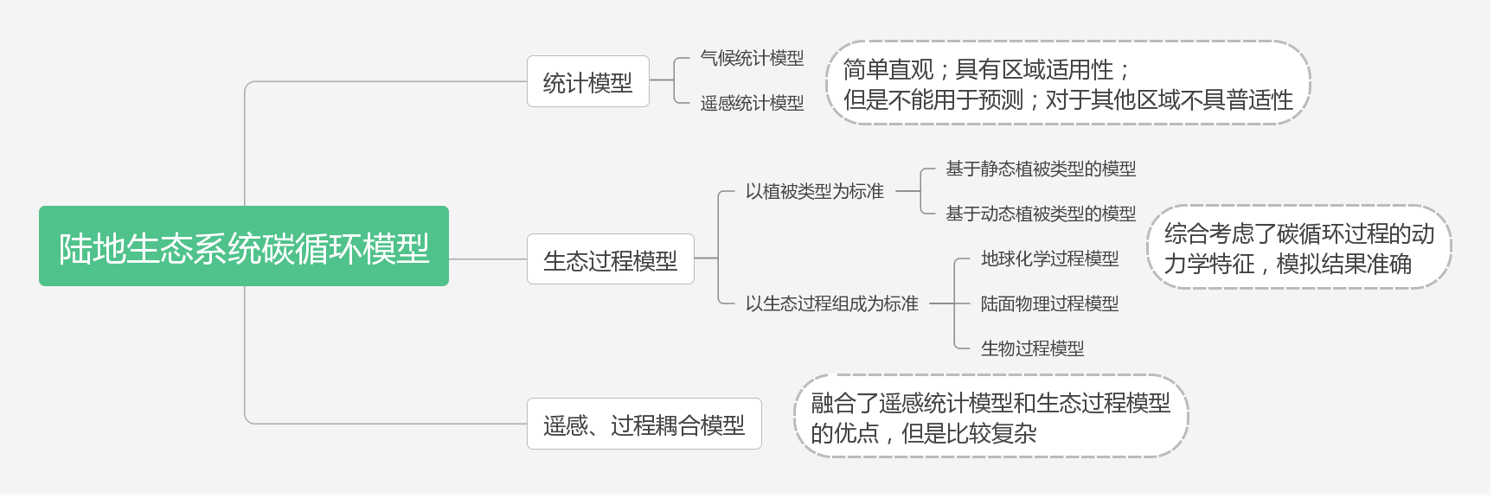 陆地生态系统碳循环模型
统计模型
气候统计模型
遥感统计模型
简单直观；具有区域适用性；
但是不能用于预测；对于其他区域不具普适性
生态过程模型
以植被类型为标准
基于静态植被类型的模型
基于动态植被类型的模型
以生态过程组成为标准
地球化学过程模型
陆面物理过程模型
生物过程模型
综合考虑了碳循环过程的动
力学特征，模拟结果准确
遥感、过程耦合模型
融合了遥感统计模型和生态过程模型
的优点，但是比较复杂